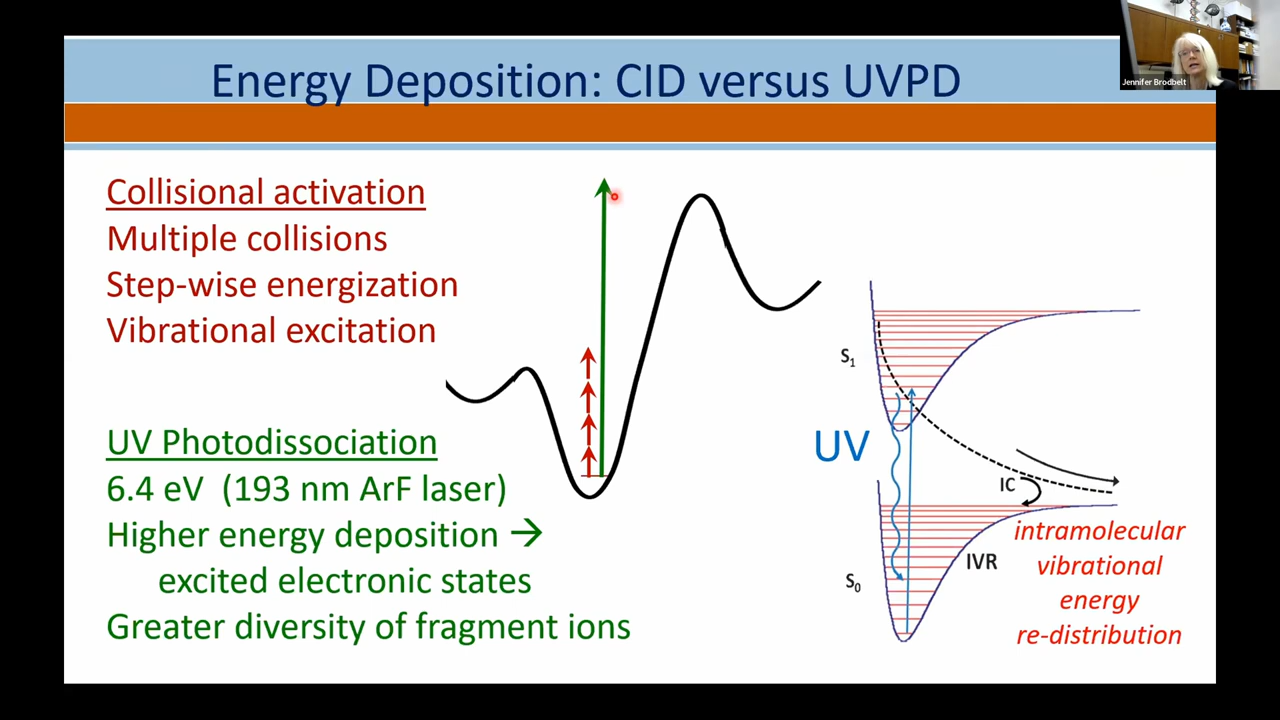 Energy Deposition: CID versus UVPD
Jennifer Brodbelt
Collisional activation
Multiple collisions
Step-wise energization
Vibrational excitation
UV Photodissociation
6.4 eV (193 nm ArF laser)
Higher energy deposition →
excited electronic states
Greater diversity of fragment ions
S₁
UV
IC
S₀
IVR
intramolecular
vibrational
energy
re-distribution